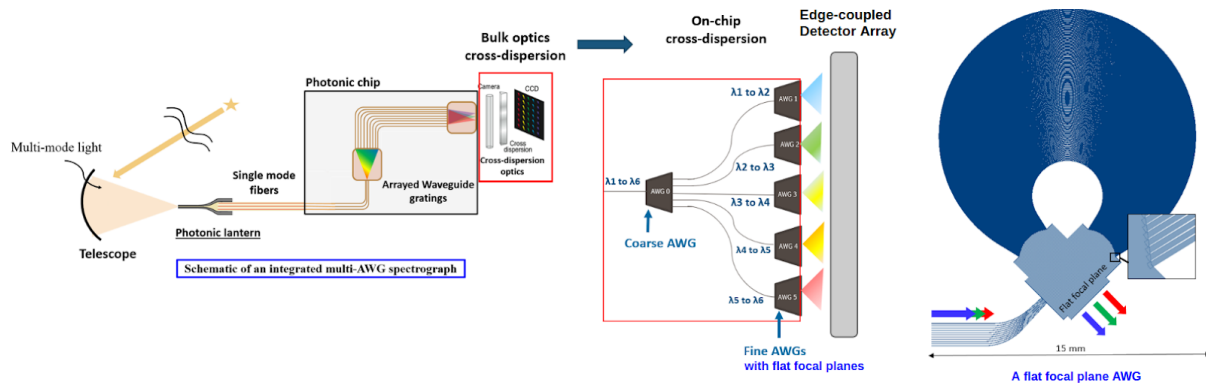 Multi-mode light
Telescope
Photonic lantern
Single mode
fibers
Photonic chip
Arrayed Waveguide
gratings
Schematic of an integrated multi-AWG spectrograph
Bulk optics
cross-dispersion
Camera
CCD
Cross
dispersion
Cross-dispersion
optics
On-chip
cross-dispersion
λ1 to λ6
AWG 0
Coarse AWG
λ1 to λ2
λ2 to λ3
λ3 to λ4
λ4 to λ5
λ5 to λ6
AWG 1
AWG 2
AWG 3
AWG 4
AWG 5
Fine AWGs
with flat focal planes
Edge-coupled
Detector Array
Flat focal plane
15 mm
A flat focal plane AWG